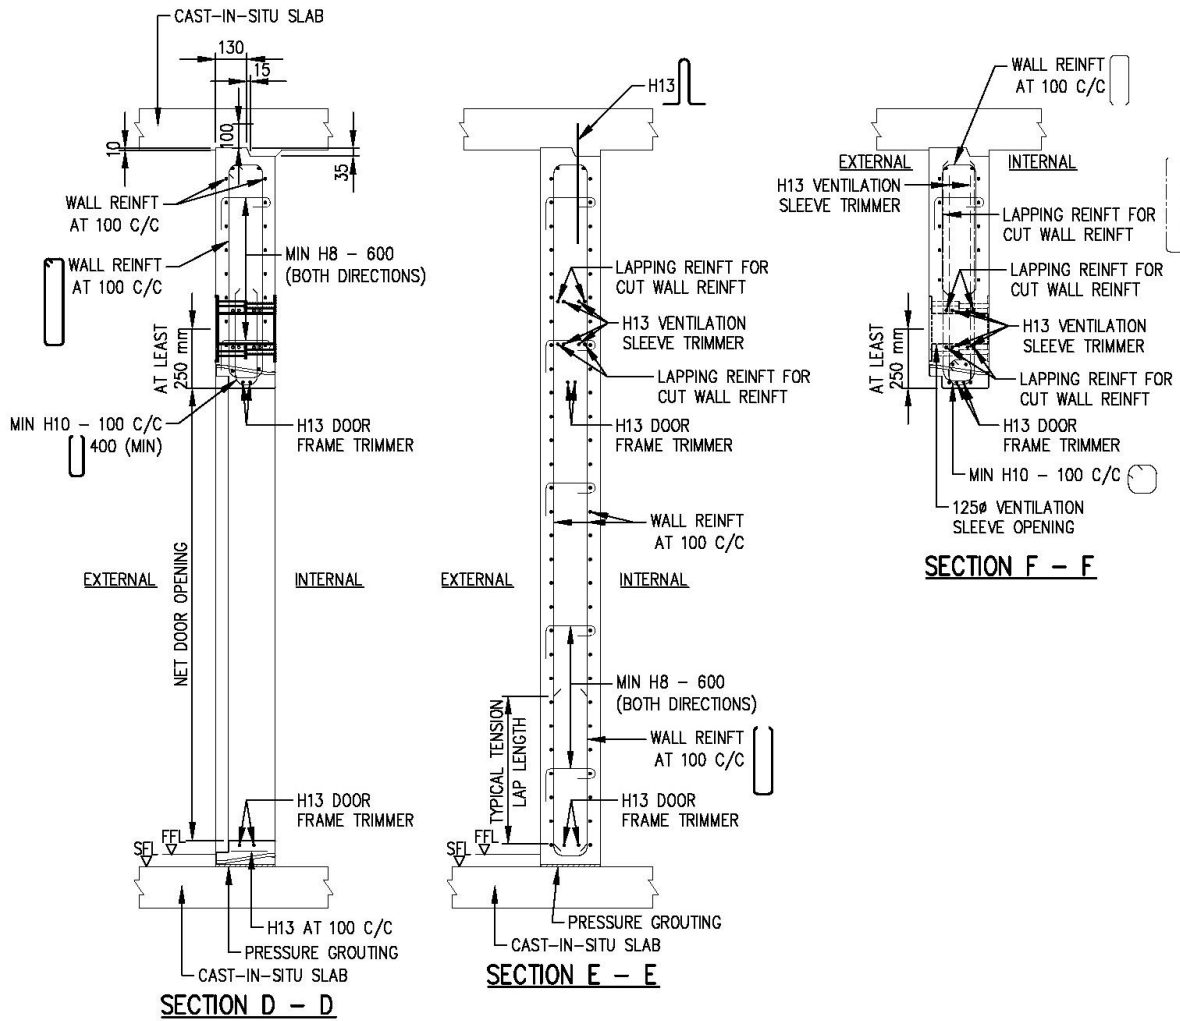 CAST-IN-SITU SLAB
130
15
100
10
35
WALL REINFT
AT 100 C/C
WALL REINFT
AT 100 C/C
MIN H8 - 600
(BOTH DIRECTIONS)
AT LEAST
250 mm
MIN H10 - 100 C/C
400 (MIN)
H13 DOOR
FRAME TRIMMER
NET DOOR OPENING
EXTERNAL
INTERNAL
H13 DOOR
FRAME TRIMMER
SFL
FFL
H13 AT 100 C/C
PRESSURE GROUTING
CAST-IN-SITU SLAB
SECTION D - D
H13
LAPPING REINFT FOR
CUT WALL REINFT
H13 VENTILATION
SLEEVE TRIMMER
LAPPING REINFT FOR
CUT WALL REINFT
H13 DOOR
FRAME TRIMMER
WALL REINFT
AT 100 C/C
EXTERNAL
INTERNAL
MIN H8 - 600
(BOTH DIRECTIONS)
TYPICAL TENSION
LAP LENGTH
WALL REINFT
AT 100 C/C
H13 DOOR
FRAME TRIMMER
SFL
FFL
PRESSURE GROUTING
CAST-IN-SITU SLAB
SECTION E - E
WALL REINFT
AT 100 C/C
EXTERNAL
INTERNAL
H13 VENTILATION
SLEEVE TRIMMER
LAPPING REINFT FOR
CUT WALL REINFT
LAPPING REINFT FOR
CUT WALL REINFT
AT LEAST
250 mm
H13 VENTILATION
SLEEVE TRIMMER
LAPPING REINFT FOR
CUT WALL REINFT
H13 DOOR
FRAME TRIMMER
MIN H10 - 100 C/C
125ø VENTILATION
SLEEVE OPENING
SECTION F - F